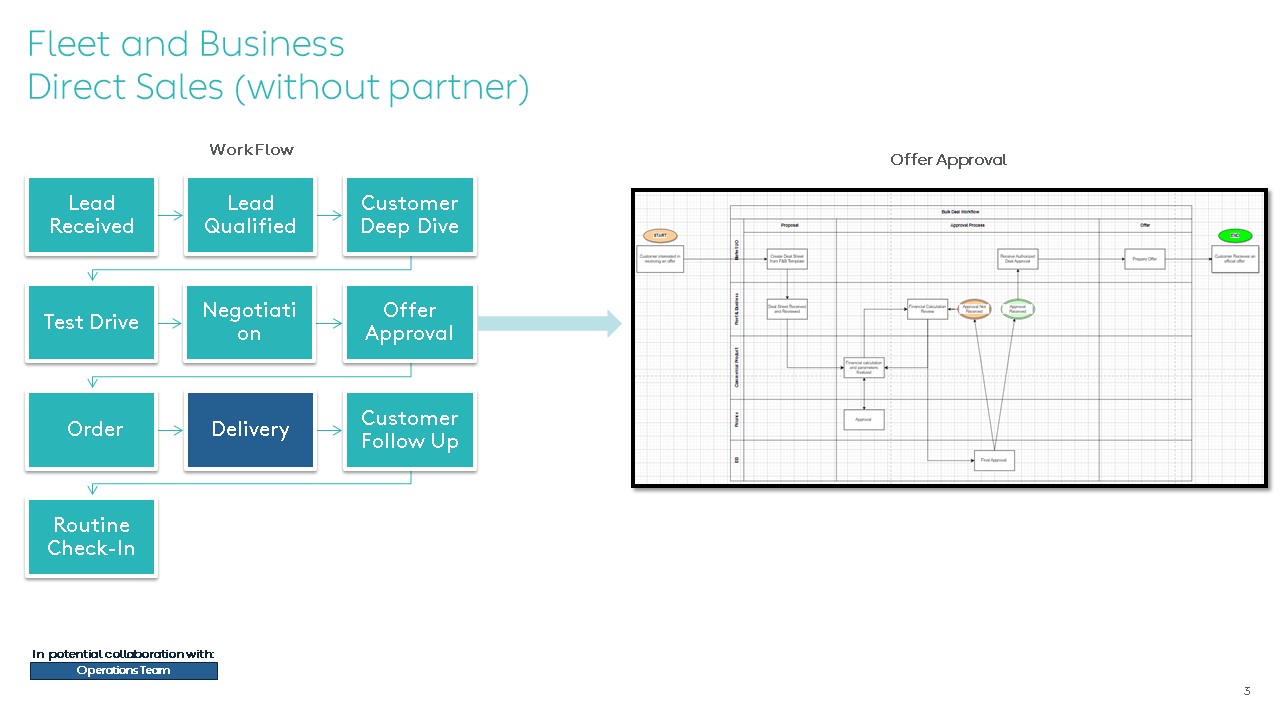 Fleet and Business
Direct Sales (without partner)
WorkFlow
Lead
Received
Lead
Qualified
Customer
Deep Dive
Test Drive
Negotiati
on
Offer
Approval
Order
Delivery
Customer
Follow Up
Routine
Check-In
In potential collaboration with:
Operations Team
Offer Approval
Bulk Deal Workflow
Proposal
Approval Process
Offer
START
Customer interested in
receiving an offer
Create Deal Sheet
from F&B Template
Receive Authorized
Deal Approval
Prepare Offer
END
Customer Receives an
official offer
Fleet & Business
Deal Sheet Received
and Reviewed
Financial Calculation
Review
Approval Not
Received
Approval
Received
Commercial Product
Financial calculation
and parameters
Realized
Finance
Approval
Final Approval
3